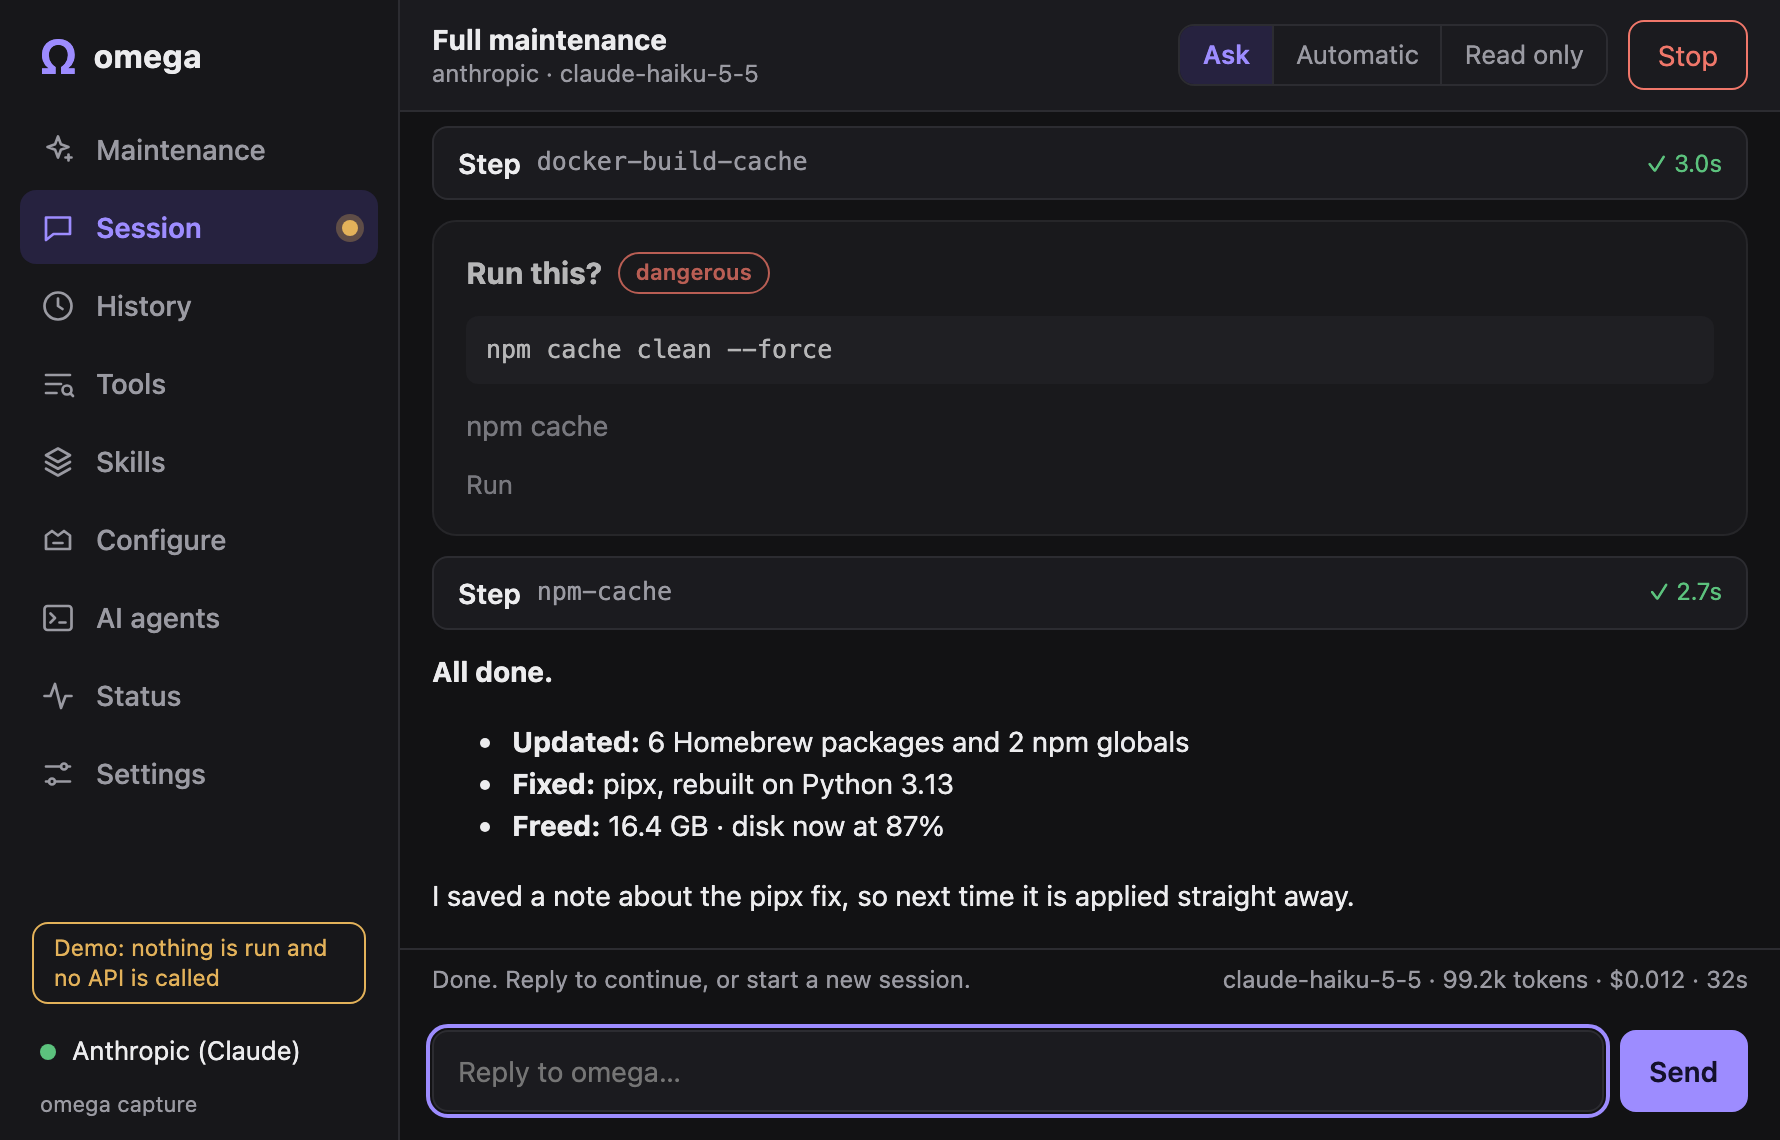 Ω omega
Maintenance
Session
History
Tools
Skills
Configure
AI agents
Status
Settings
Demo: nothing is run and
no API is called
Anthropic (Claude)
omega capture
Full maintenance
anthropic · claude-haiku-5-5
Ask
Automatic
Read only
Stop
Step docker-build-cache ✓ 3.0s
Run this? dangerous
npm cache clean --force
npm cache
Run
Step npm-cache ✓ 2.7s
All done.
• Updated: 6 Homebrew packages and 2 npm globals
• Fixed: pipx, rebuilt on Python 3.13
• Freed: 16.4 GB · disk now at 87%
I saved a note about the pipx fix, so next time it is applied straight away.
Done. Reply to continue, or start a new session.
claude-haiku-5-5 · 99.2k tokens · $0.012 · 32s
Reply to omega...
Send